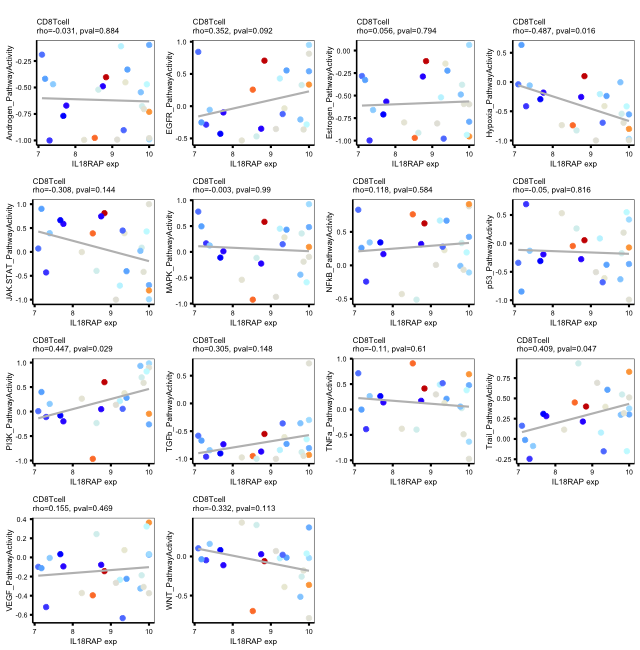 CD8Tcell
rho=-0.031, pval=0.884
Androgen_PathwayActivity
0.0
-0.5
-1.0
7 8 9 10
IL18RAP exp
CD8Tcell
rho=0.352, pval=0.092
EGFR_PathwayActivity
1.0
0.5
0.0
-0.5
7 8 9 10
IL18RAP exp
CD8Tcell
rho=0.056, pval=0.794
Estrogen_PathwayActivity
0.00
-0.25
-0.50
-0.75
-1.00
7 8 9 10
IL18RAP exp
CD8Tcell
rho=-0.487, pval=0.016
Hypoxia_PathwayActivity
0.5
0.0
-0.5
-1.0
7 8 9 10
IL18RAP exp
CD8Tcell
rho=-0.308, pval=0.144
JAK-STAT_PathwayActivity
1.0
0.5
0.0
-0.5
-1.0
7 8 9 10
IL18RAP exp
CD8Tcell
rho=-0.003, pval=0.99
MAPK_PathwayActivity
1.0
0.5
0.0
-0.5
-1.0
7 8 9 10
IL18RAP exp
CD8Tcell
rho=0.118, pval=0.584
NFkB_PathwayActivity
1.0
0.5
0.0
-0.5
7 8 9 10
IL18RAP exp
CD8Tcell
rho=-0.05, pval=0.816
p53_PathwayActivity
0.5
0.0
-0.5
-1.0
7 8 9 10
IL18RAP exp
CD8Tcell
rho=0.447, pval=0.029
PI3K_PathwayActivity
1.0
0.5
0.0
-0.5
-1.0
7 8 9 10
IL18RAP exp
CD8Tcell
rho=0.305, pval=0.148
TGFb_PathwayActivity
0.5
0.0
-0.5
-1.0
7 8 9 10
IL18RAP exp
CD8Tcell
rho=-0.11, pval=0.61
TNFa_PathwayActivity
1.0
0.5
0.0
-0.5
-1.0
7 8 9 10
IL18RAP exp
CD8Tcell
rho=0.409, pval=0.047
Trail_PathwayActivity
0.75
0.50
0.25
0.00
-0.25
7 8 9 10
IL18RAP exp
CD8Tcell
rho=0.155, pval=0.469
VEGF_PathwayActivity
0.4
0.2
0.0
-0.2
-0.4
-0.6
7 8 9 10
IL18RAP exp
CD8Tcell
rho=-0.332, pval=0.113
WNT_PathwayActivity
0.0
-0.5
7 8 9 10
IL18RAP exp